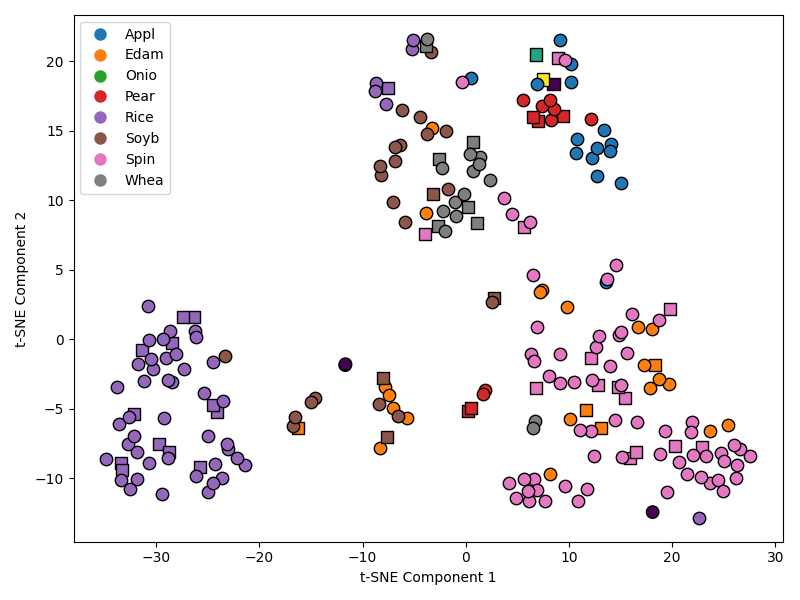 Appl
Edam
Onio
Pear
Rice
Soyb
Spin
Whea
20
15
10
5
0
−5
−10
t-SNE Component 2
−30
−20
−10
0
10
20
30
t-SNE Component 1